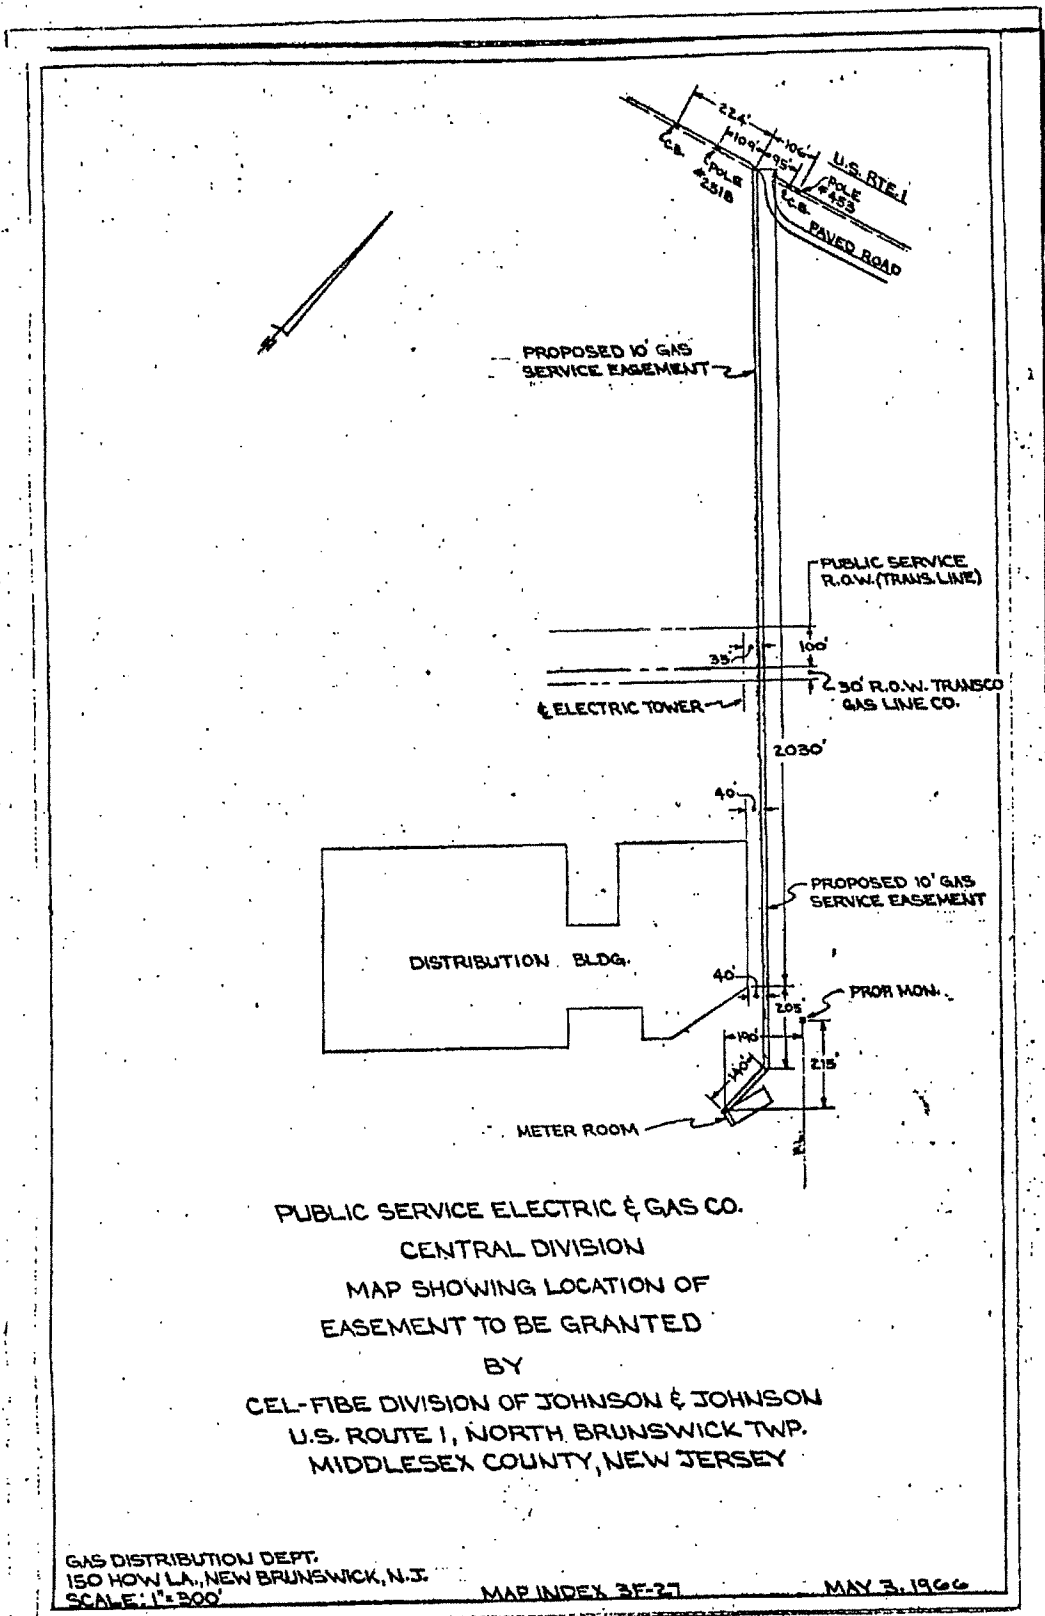 224'
109'
106'
95'
U.S. RTE. 1
C.B.
POLE
#231B
POLE
#453
C.B.
PAVED ROAD
N
PROPOSED 10' GAS
SERVICE EASEMENT
PUBLIC SERVICE
R.O.W. (TRANS. LINE)
35'
100'
30' R.O.W. TRANSCO
GAS LINE CO.
℄ ELECTRIC TOWER
2030'
40'
PROPOSED 10' GAS
SERVICE EASEMENT
DISTRIBUTION BLDG.
40'
205'
PROP. MON.
190'
140'
215'
METER ROOM
PUBLIC SERVICE ELECTRIC & GAS CO.
CENTRAL DIVISION
MAP SHOWING LOCATION OF
EASEMENT TO BE GRANTED
BY
CEL-FIBE DIVISION OF JOHNSON & JOHNSON
U.S. ROUTE 1, NORTH BRUNSWICK TWP.
MIDDLESEX COUNTY, NEW JERSEY
GAS DISTRIBUTION DEPT.
150 HOW LA., NEW BRUNSWICK, N.J.
SCALE: 1"=300'
MAP INDEX 3F-27
MAY 3, 1966